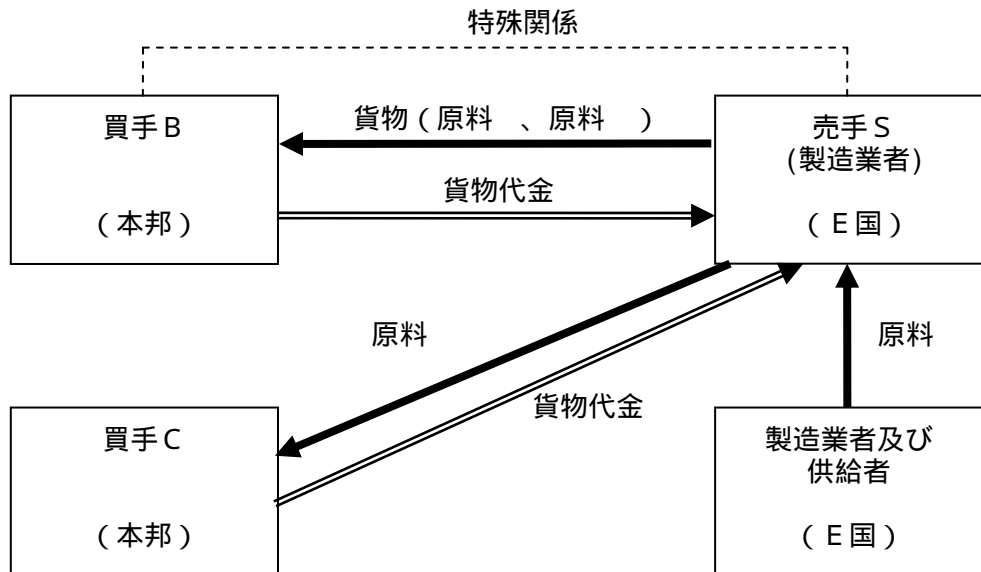 特殊関係
買手B
(本邦)
貨物(原料 、原料 )
貨物代金
売手S
(製造業者)
(E国)
原料
貨物代金
原料
買手C
(本邦)
製造業者及び
供給者
(E国)